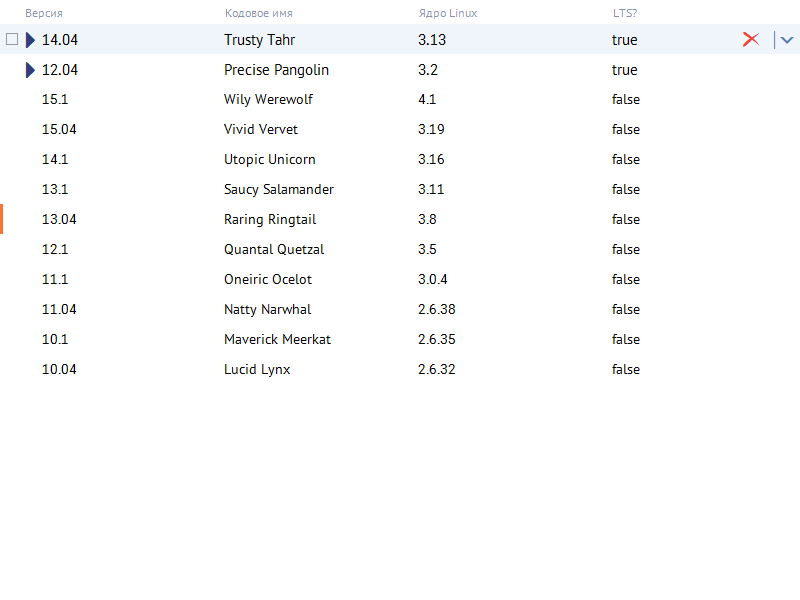 Версия Кодовое имя Ядро Linux LTS?
14.04 Trusty Tahr 3.13 true
12.04 Precise Pangolin 3.2 true
15.1 Wily Werewolf 4.1 false
15.04 Vivid Vervet 3.19 false
14.1 Utopic Unicorn 3.16 false
13.1 Saucy Salamander 3.11 false
13.04 Raring Ringtail 3.8 false
12.1 Quantal Quetzal 3.5 false
11.1 Oneiric Ocelot 3.0.4 false
11.04 Natty Narwhal 2.6.38 false
10.1 Maverick Meerkat 2.6.35 false
10.04 Lucid Lynx 2.6.32 false